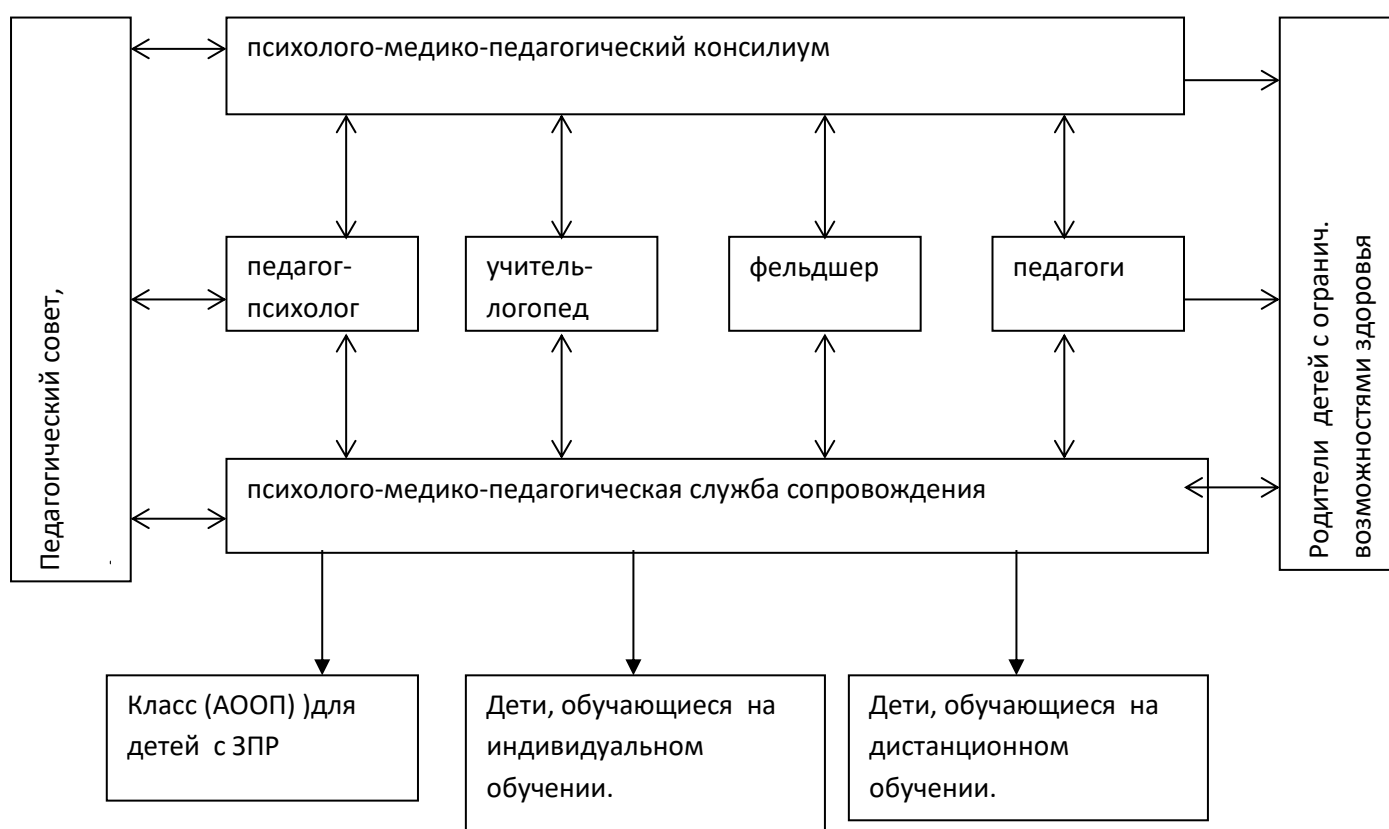 психолого-медико-педагогический консилиум
Педагогический совет,
педагог-
психолог
учитель-
логопед
фельдшер
педагоги
Родители детей с огранич.
возможностями здоровья
психолого-медико-педагогическая служба сопровождения
Класс (АООП) )для
детей с ЗПР
Дети, обучающиеся на
индивидуальном
обучении.
Дети, обучающиеся на
дистанционном
обучении.